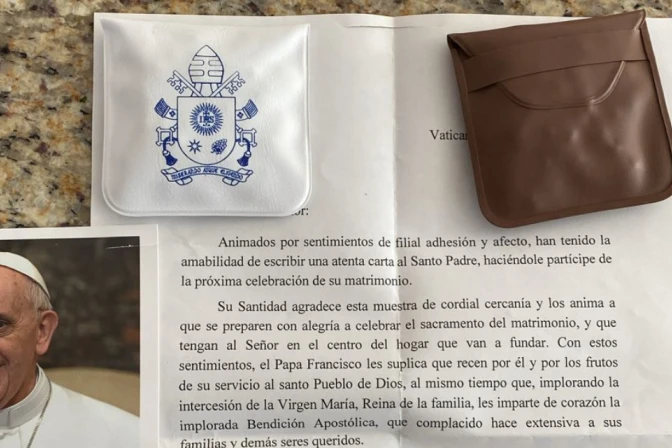 IHS
MISERANDO ATQUE ELIGENDO
Vatica
or:
Animados por sentimientos de filial adhesión y afecto, han tenido la
amabilidad de escribir una atenta carta al Santo Padre, haciéndole partícipe de
la próxima celebración de su matrimonio.
Su Santidad agradece esta muestra de cordial cercanía y los anima a
que se preparen con alegría a celebrar el sacramento del matrimonio, y que
tengan al Señor en el centro del hogar que van a fundar. Con estos
sentimientos, el Papa Francisco les suplica que recen por él y por los frutos
de su servicio al santo Pueblo de Dios, al mismo tiempo que, implorando la
intercesión de la Virgen María, Reina de la familia, les imparte de corazón la
implorada Bendición Apostólica, que complacido hace extensiva a sus
familias y demás seres queridos.